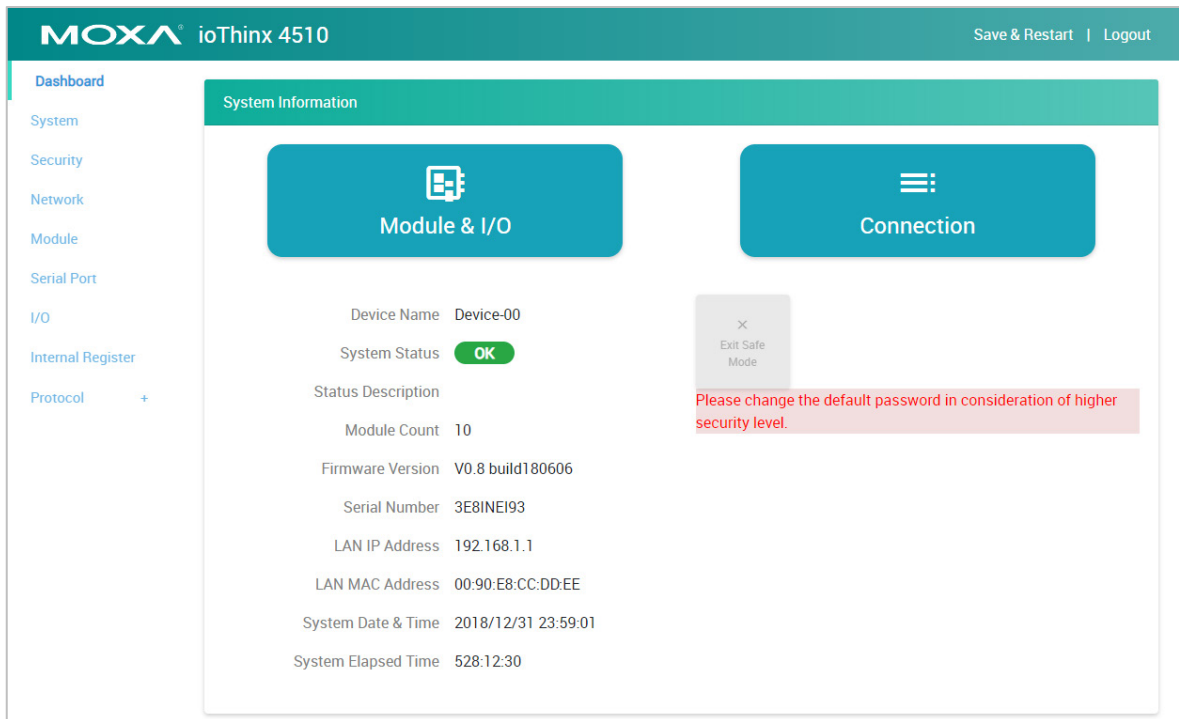 MOXA® ioThinx 4510
Save & Restart | Logout
Dashboard
System
Security
Network
Module
Serial Port
I/O
Internal Register
Protocol +
System Information
Module & I/O
Connection
Device Name Device-00
System Status OK
Status Description
Module Count 10
Firmware Version V0.8 build180606
Serial Number 3E8INEI93
LAN IP Address 192.168.1.1
LAN MAC Address 00:90:E8:CC:DD:EE
System Date & Time 2018/12/31 23:59:01
System Elapsed Time 528:12:30
×
Exit Safe
Mode
Please change the default password in consideration of higher
security level.